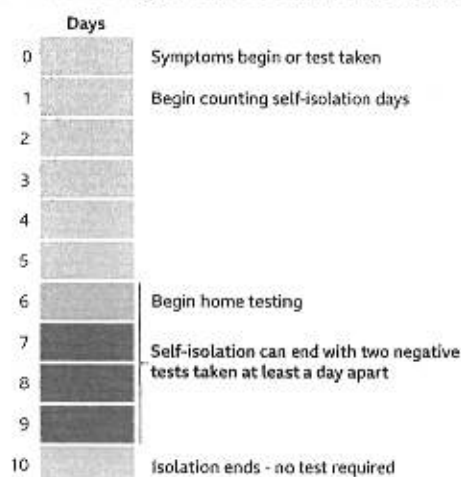 Days
0 Symptoms begin or test taken
1 Begin counting self-isolation days
2
3
4
5
6 Begin home testing
7 Self-isolation can end with two negative
8 tests taken at least a day apart
9
10 Isolation ends - no test required